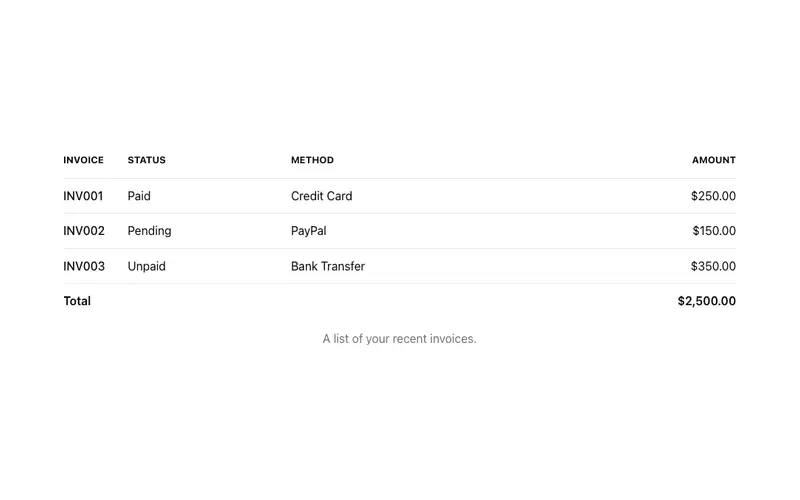 INVOICE STATUS METHOD AMOUNT
INV001 Paid Credit Card $250.00
INV002 Pending PayPal $150.00
INV003 Unpaid Bank Transfer $350.00
Total $2,500.00
A list of your recent invoices.